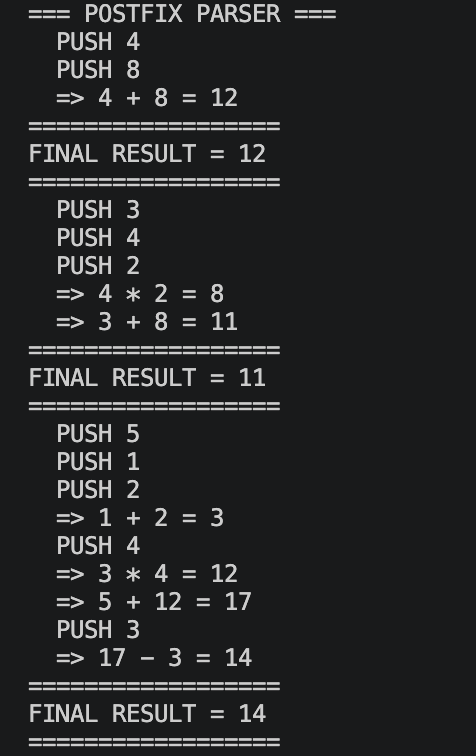 === POSTFIX PARSER ===
  PUSH 4
  PUSH 8
  => 4 + 8 = 12
==================
FINAL RESULT = 12
==================
  PUSH 3
  PUSH 4
  PUSH 2
  => 4 * 2 = 8
  => 3 + 8 = 11
==================
FINAL RESULT = 11
==================
  PUSH 5
  PUSH 1
  PUSH 2
  => 1 + 2 = 3
  PUSH 4
  => 3 * 4 = 12
  => 5 + 12 = 17
  PUSH 3
  => 17 - 3 = 14
==================
FINAL RESULT = 14
==================